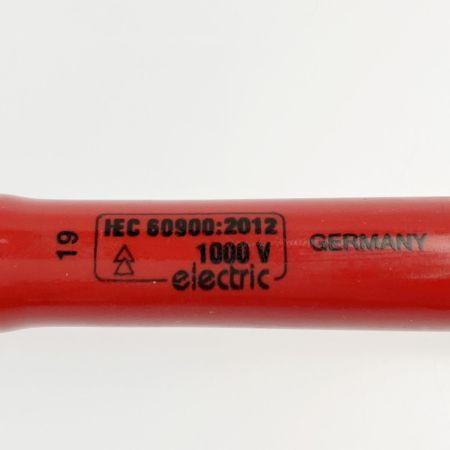 19
IEC 60900:2012
1000 V
electric
GERMANY